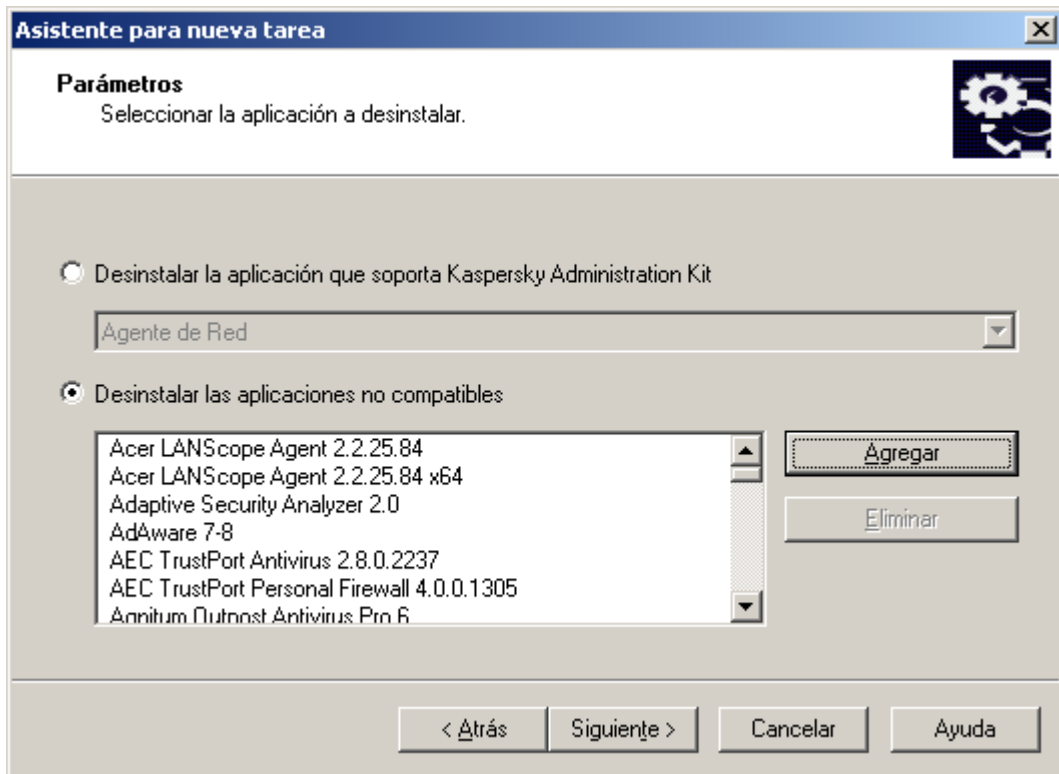 Asistente para nueva tarea
Parámetros
Seleccionar la aplicación a desinstalar.
Desinstalar la aplicación que soporta Kaspersky Administration Kit
Agente de Red
Desinstalar las aplicaciones no compatibles
Acer LANScope Agent 2.2.25.84
Acer LANScope Agent 2.2.25.84 x64
Adaptive Security Analyzer 2.0
AdAware 7-8
AEC TrustPort Antivirus 2.8.0.2237
AEC TrustPort Personal Firewall 4.0.0.1305
Agnitum Outpost Antivirus Pro 6
Agregar
Eliminar
< Atrás
Siguiente >
Cancelar
Ayuda